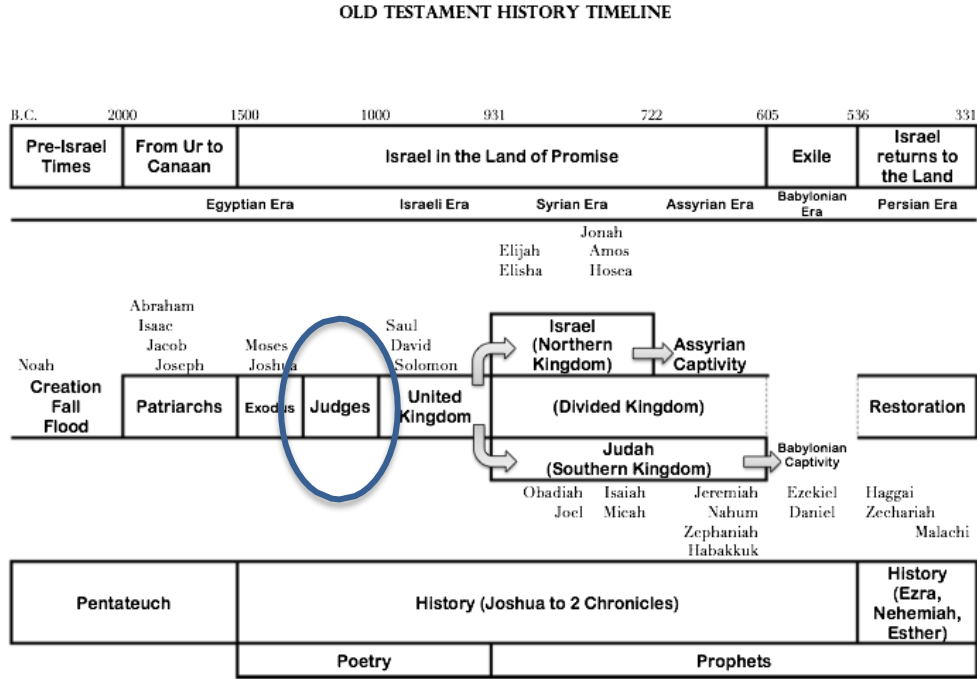 OLD TESTAMENT HISTORY TIMELINE
B.C. 2000 1500 1000 931 722 605 536 331
Pre-Israel Times
From Ur to Canaan
Israel in the Land of Promise
Exile
Israel returns to the Land
Egyptian Era
Israeli Era
Syrian Era
Assyrian Era
Babylonian Era
Persian Era
Jonah
Elijah Amos
Elisha Hosea
Noah
Abraham
Isaac
Jacob
Joseph
Moses
Joshua
Saul
David
Solomon
Creation
Fall
Flood
Patriarchs
Exodus
Judges
United
Kingdom
Israel
(Northern
Kingdom)
Assyrian
Captivity
(Divided Kingdom)
Judah
(Southern Kingdom)
Babylonian
Captivity
Restoration
Obadiah Isaiah Jeremiah Ezekiel Haggai
Joel Micah Nahum Daniel Zechariah
Zephaniah Malachi
Habakkuk
Pentateuch
History (Joshua to 2 Chronicles)
History
(Ezra,
Nehemiah,
Esther)
Poetry
Prophets